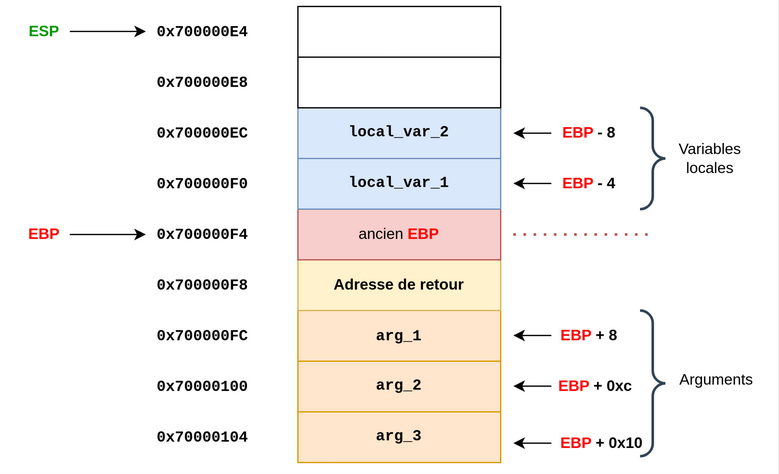 ESP 0x700000E4
0x700000E8
0x700000EC local_var_2 EBP - 8
Variables
locales
0x700000F0 local_var_1 EBP - 4
EBP 0x700000F4 ancien EBP
0x700000F8 Adresse de retour
0x700000FC arg_1 EBP + 8
0x70000100 arg_2 EBP + 0xc Arguments
0x70000104 arg_3 EBP + 0x10